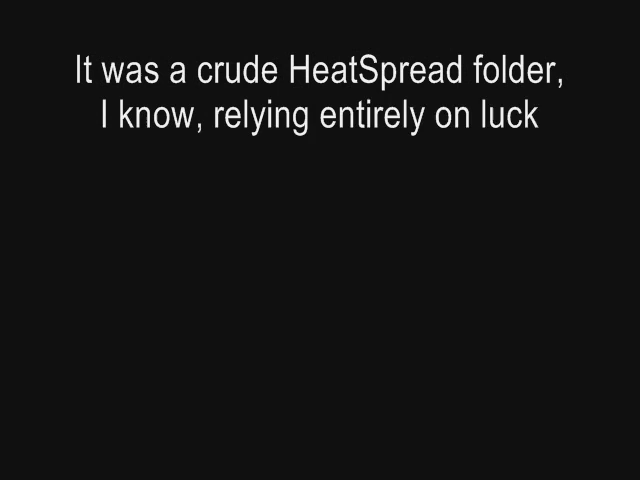 It was a crude HeatSpread folder,
I know, relying entirely on luck